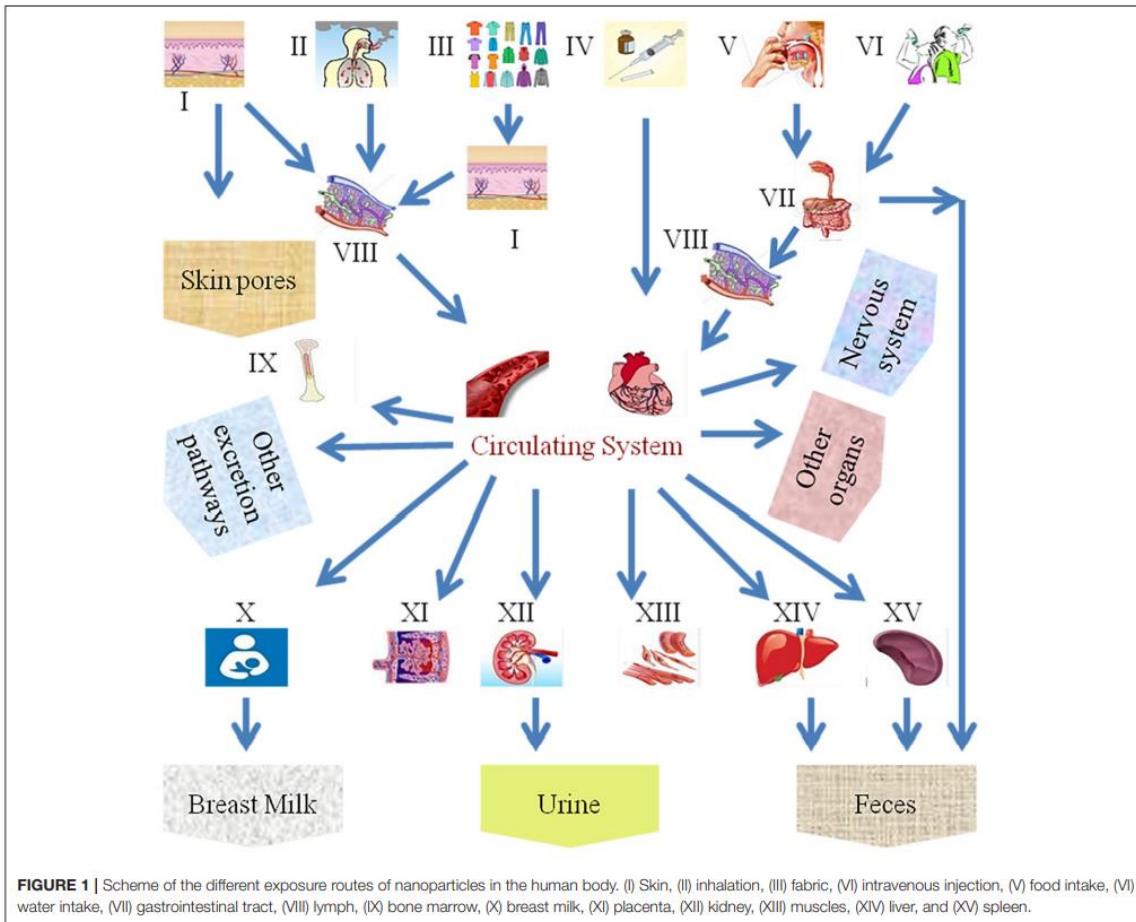 I
II
III
IV
V
VI
VII
VIII
I
VIII
Skin pores
Nervous
system
IX
Circulating System
Other
excretion
pathways
Other
organs
X
XI
XII
XIII
XIV
XV
Breast Milk
Urine
Feces
FIGURE 1 | Scheme of the different exposure routes of nanoparticles in the human body. (I) Skin, (II) inhalation, (III) fabric, (VI) intravenous injection, (V) food intake, (VI)
water intake, (VII) gastrointestinal tract, (VIII) lymph, (IX) bone marrow, (X) breast milk, (XI) placenta, (XII) kidney, (XIII) muscles, (XIV) liver, and (XV) spleen.